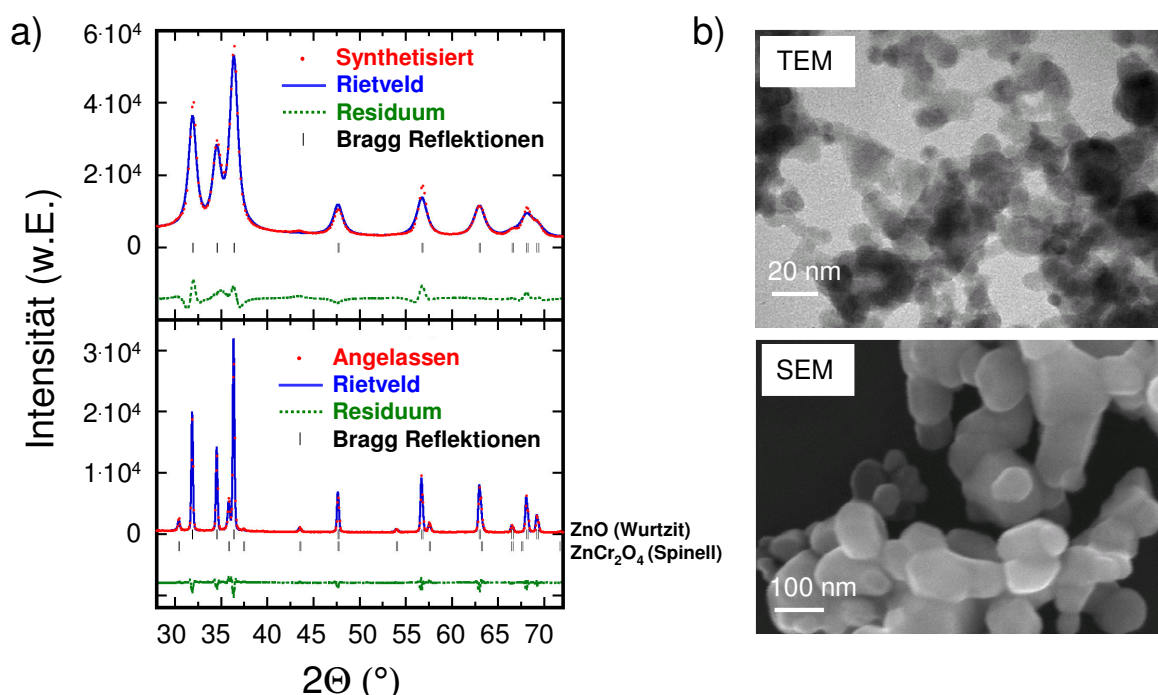 a)
Intensität (w.E.)
6·10⁴
4·10⁴
2·10⁴
0
Synthetisiert
Rietveld
Residuum
Bragg Reflektionen
3·10⁴
2·10⁴
1·10⁴
0
Angelassen
Rietveld
Residuum
Bragg Reflektionen
ZnO (Wurtzit)
ZnCr₂O₄ (Spinell)
30 35 40 45 50 55 60 65 70
2Θ (°)
b)
TEM
20 nm
SEM
100 nm